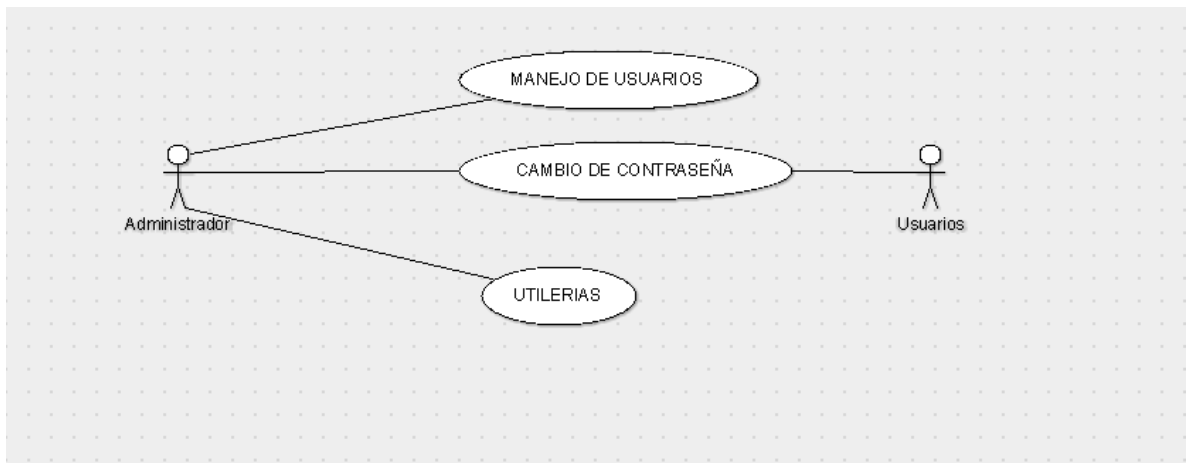 MANEJO DE USUARIOS
CAMBIO DE CONTRASEÑA
Administrador
Usuarios
UTILERIAS